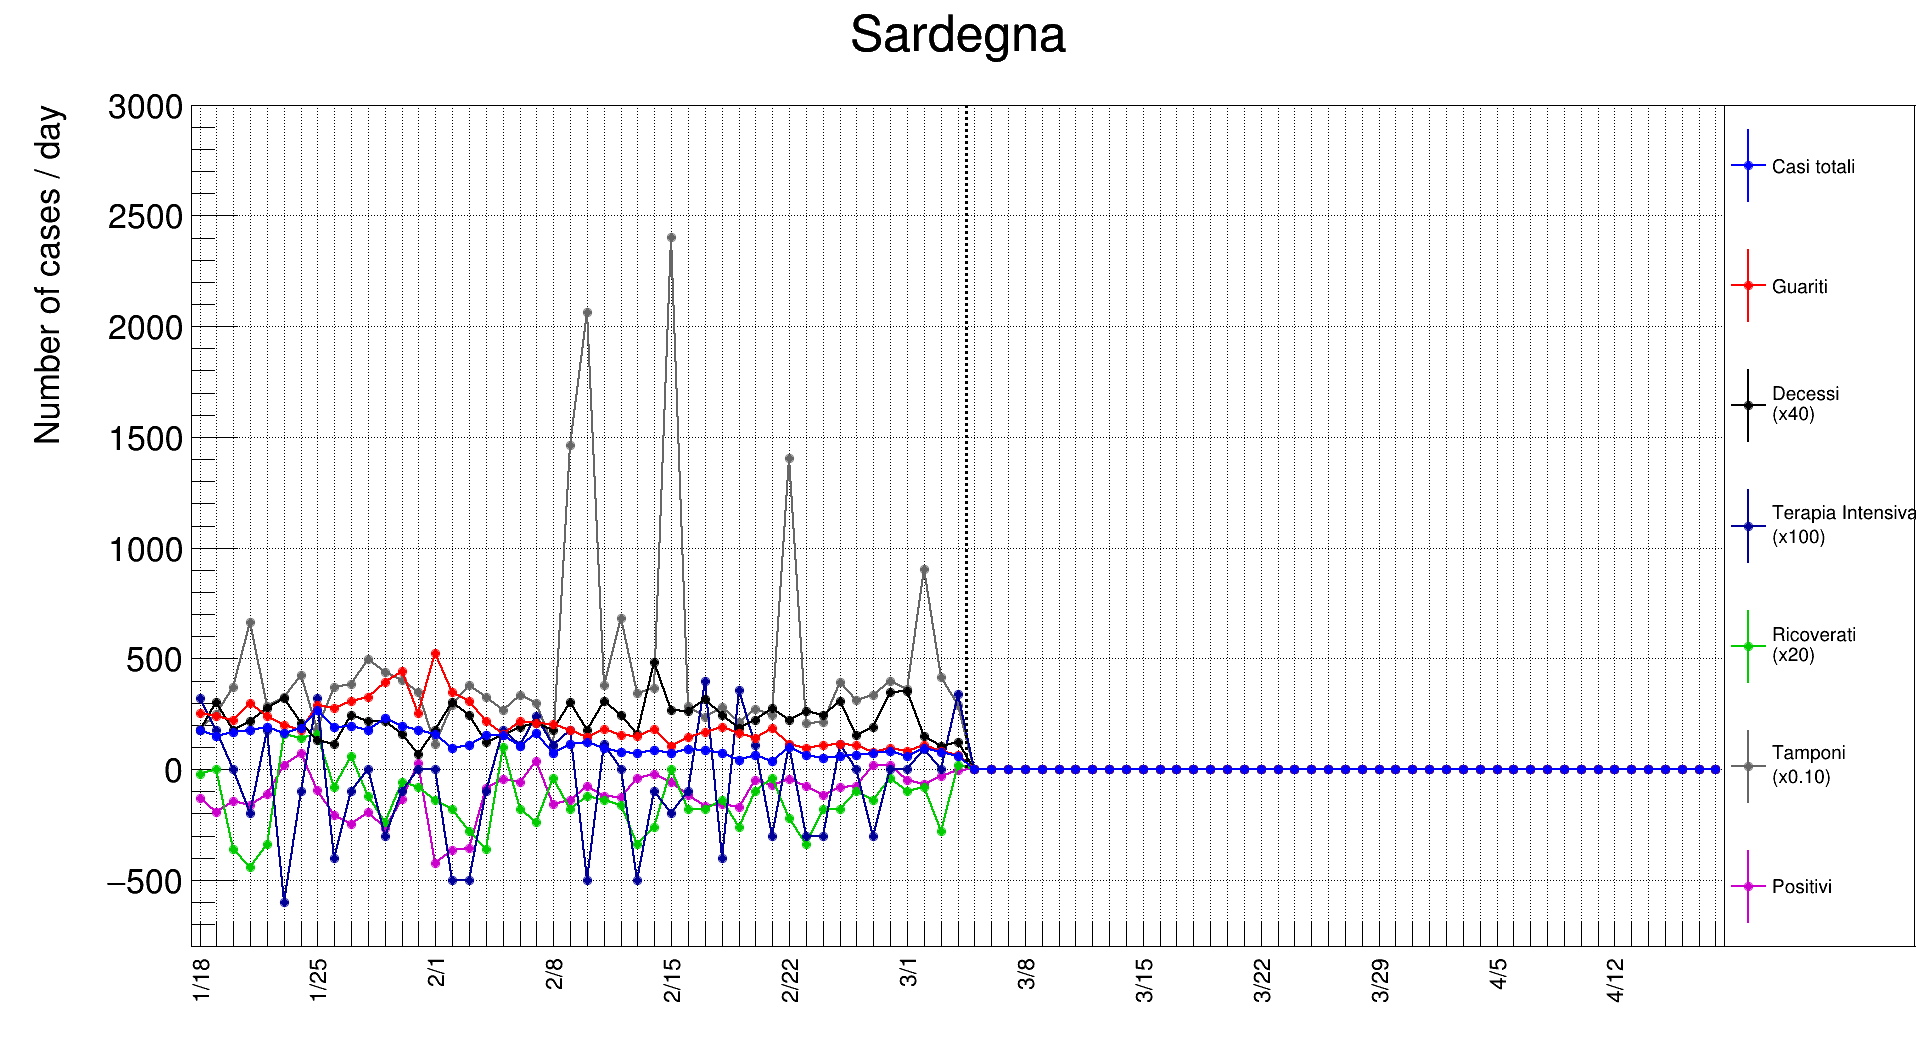 Sardegna
Number of cases / day
3000
2500
2000
1500
1000
500
0
−500
1/18
1/25
2/1
2/8
2/15
2/22
3/1
3/8
3/15
3/22
3/29
4/5
4/12
Casi totali
Guariti
Decessi
(x40)
Terapia Intensiva
(x100)
Ricoverati
(x20)
Tamponi
(x0.10)
Positivi